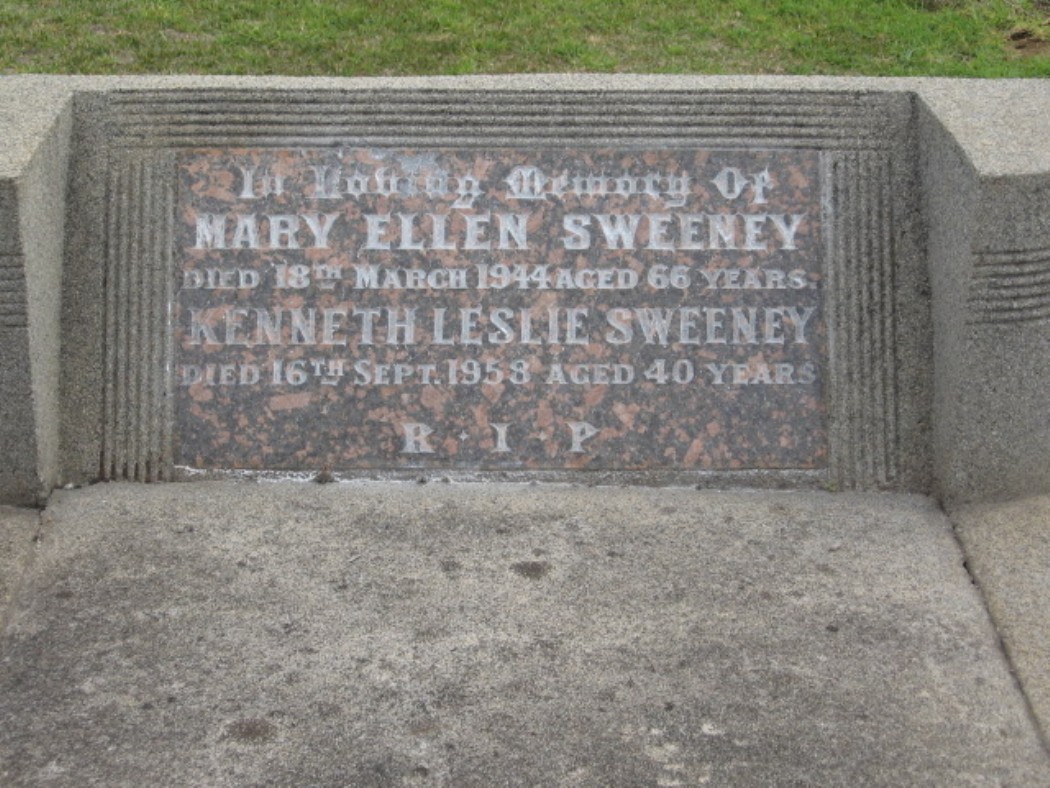 In Loving Memory Of
MARY ELLEN SWEENEY
DIED 18TH MARCH 1944 AGED 66 YEARS.
KENNETH LESLIE SWEENEY
DIED 16TH SEPT. 1958 AGED 40 YEARS
R · I · P